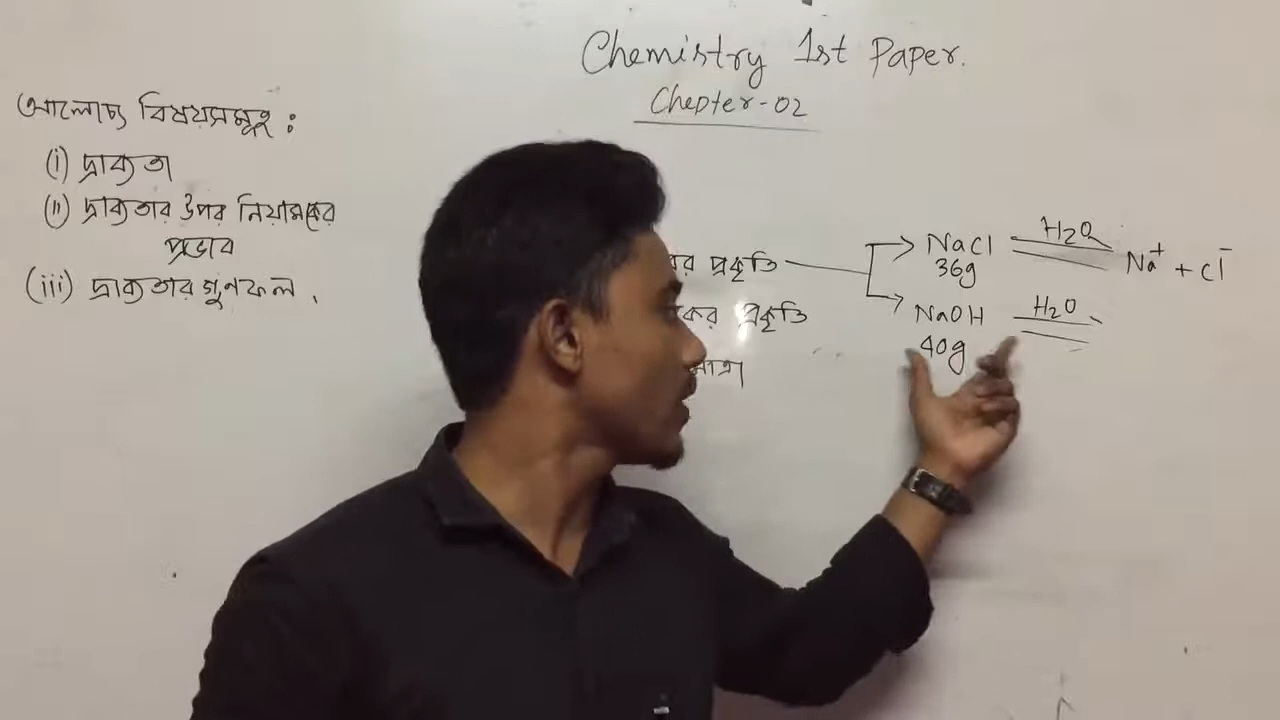 Chemistry 1st Paper.
Chepter-02
আলোচ্য বিষয়সমূহ :
(i) দ্রাব্যতা
(ii) দ্রাব্যতার উপর নিয়ামকের
প্রভাব
(iii) দ্রাব্যতার গুণফল .
প্রকৃতি
প্রকৃতি
NaCl H2O Na+ + Cl-
36g
NaOH H2O
40g